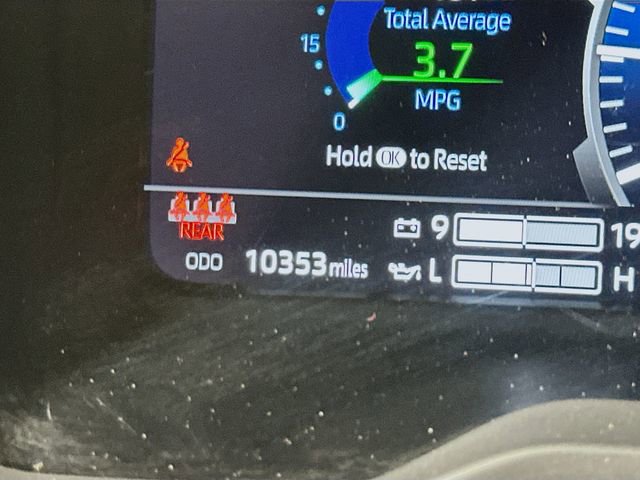 Total Average
15
3.7
MPG
0
Hold OK to Reset
REAR
9 19
ODO 10353 miles
L H